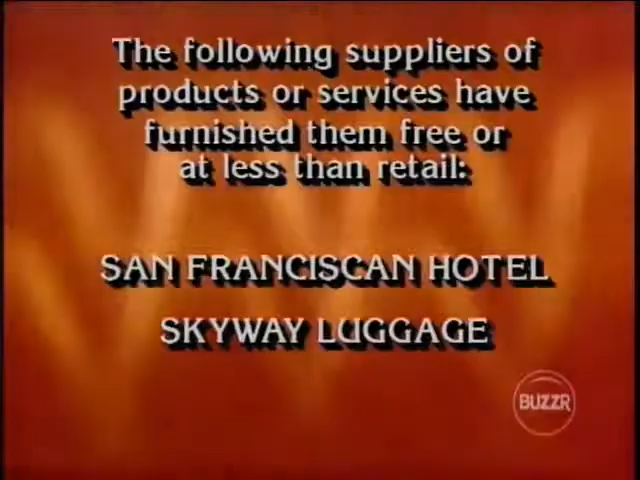 The following suppliers of
products or services have
furnished them free or
at less than retail:
SAN FRANCISCAN HOTEL
SKYWAY LUGGAGE
BUZZR